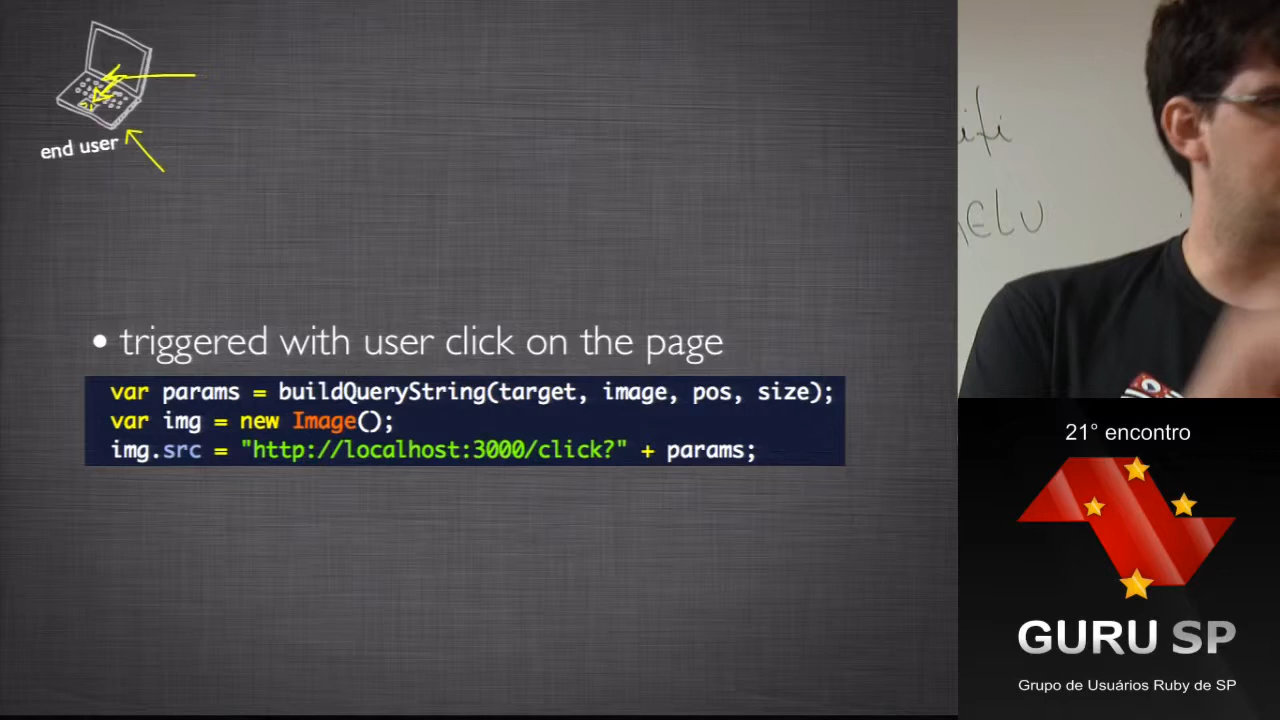 end user
• triggered with user click on the page
var params = buildQueryString(target, image, pos, size);
var img = new Image();
img.src = "http://localhost:3000/click?" + params;
21° encontro
GURU SP
Grupo de Usuários Ruby de SP